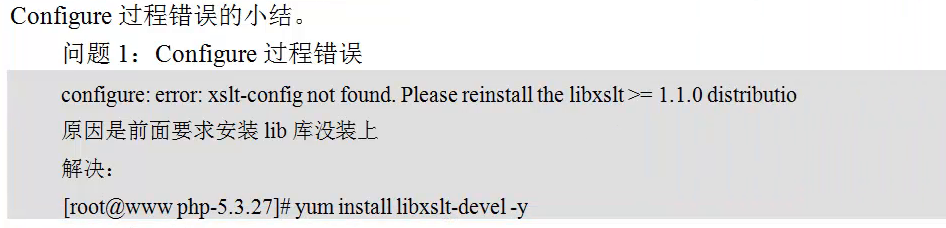 Configure 过程错误的小结。
问题 1：Configure 过程错误
configure: error: xslt-config not found. Please reinstall the libxslt >= 1.1.0 distributio
原因是前面要求安装 lib 库没装上
解决：
[root@www php-5.3.27]# yum install libxslt-devel -y